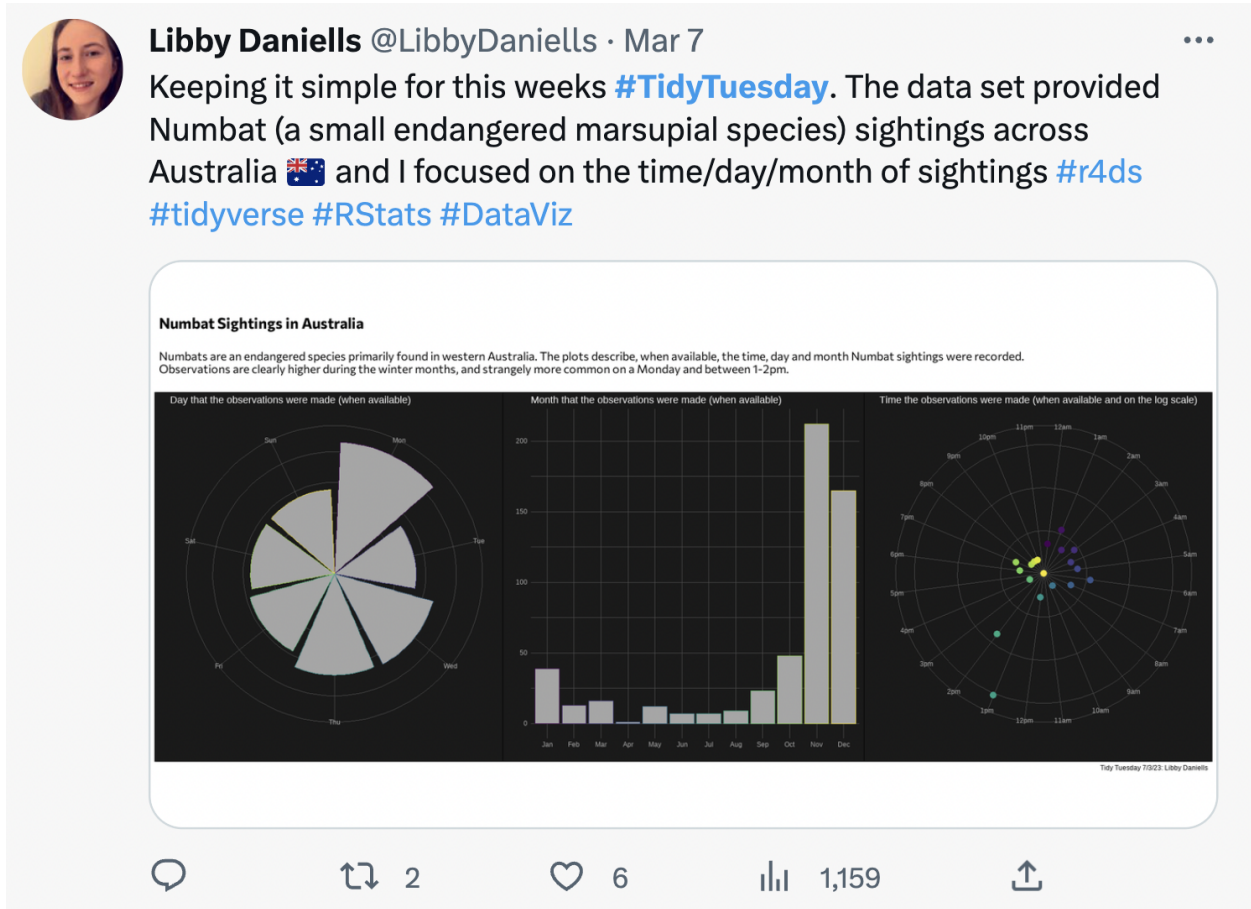 Libby Daniells @LibbyDaniells · Mar 7
Keeping it simple for this weeks #TidyTuesday. The data set provided
Numbat (a small endangered marsupial species) sightings across
Australia 🇦🇺 and I focused on the time/day/month of sightings #r4ds
#tidyverse #RStats #DataViz
Numbat Sightings in Australia
Numbats are an endangered species primarily found in western Australia. The plots describe, when available, the time, day and month Numbat sightings were recorded.
Observations are clearly higher during the winter months, and strangely more common on a Monday and between 1-2pm.
Day that the observations were made (when available)
Sun
Mon
Sat
Tue
Fri
Wed
Thu
Month that the observations were made (when available)
200
150
100
50
0
Jan Feb Mar Apr May Jun Jul Aug Sep Oct Nov Dec
Time the observations were made (when available and on the log scale)
11pm 12am
10pm 1am
9pm 2am
8pm 3am
7pm 4am
6pm 5am
5pm 6am
4pm 7am
3pm 8am
2pm 9am
1pm 10am
12pm 11am
Tidy Tuesday 7/3/23: Libby Daniells
2 6 1,159